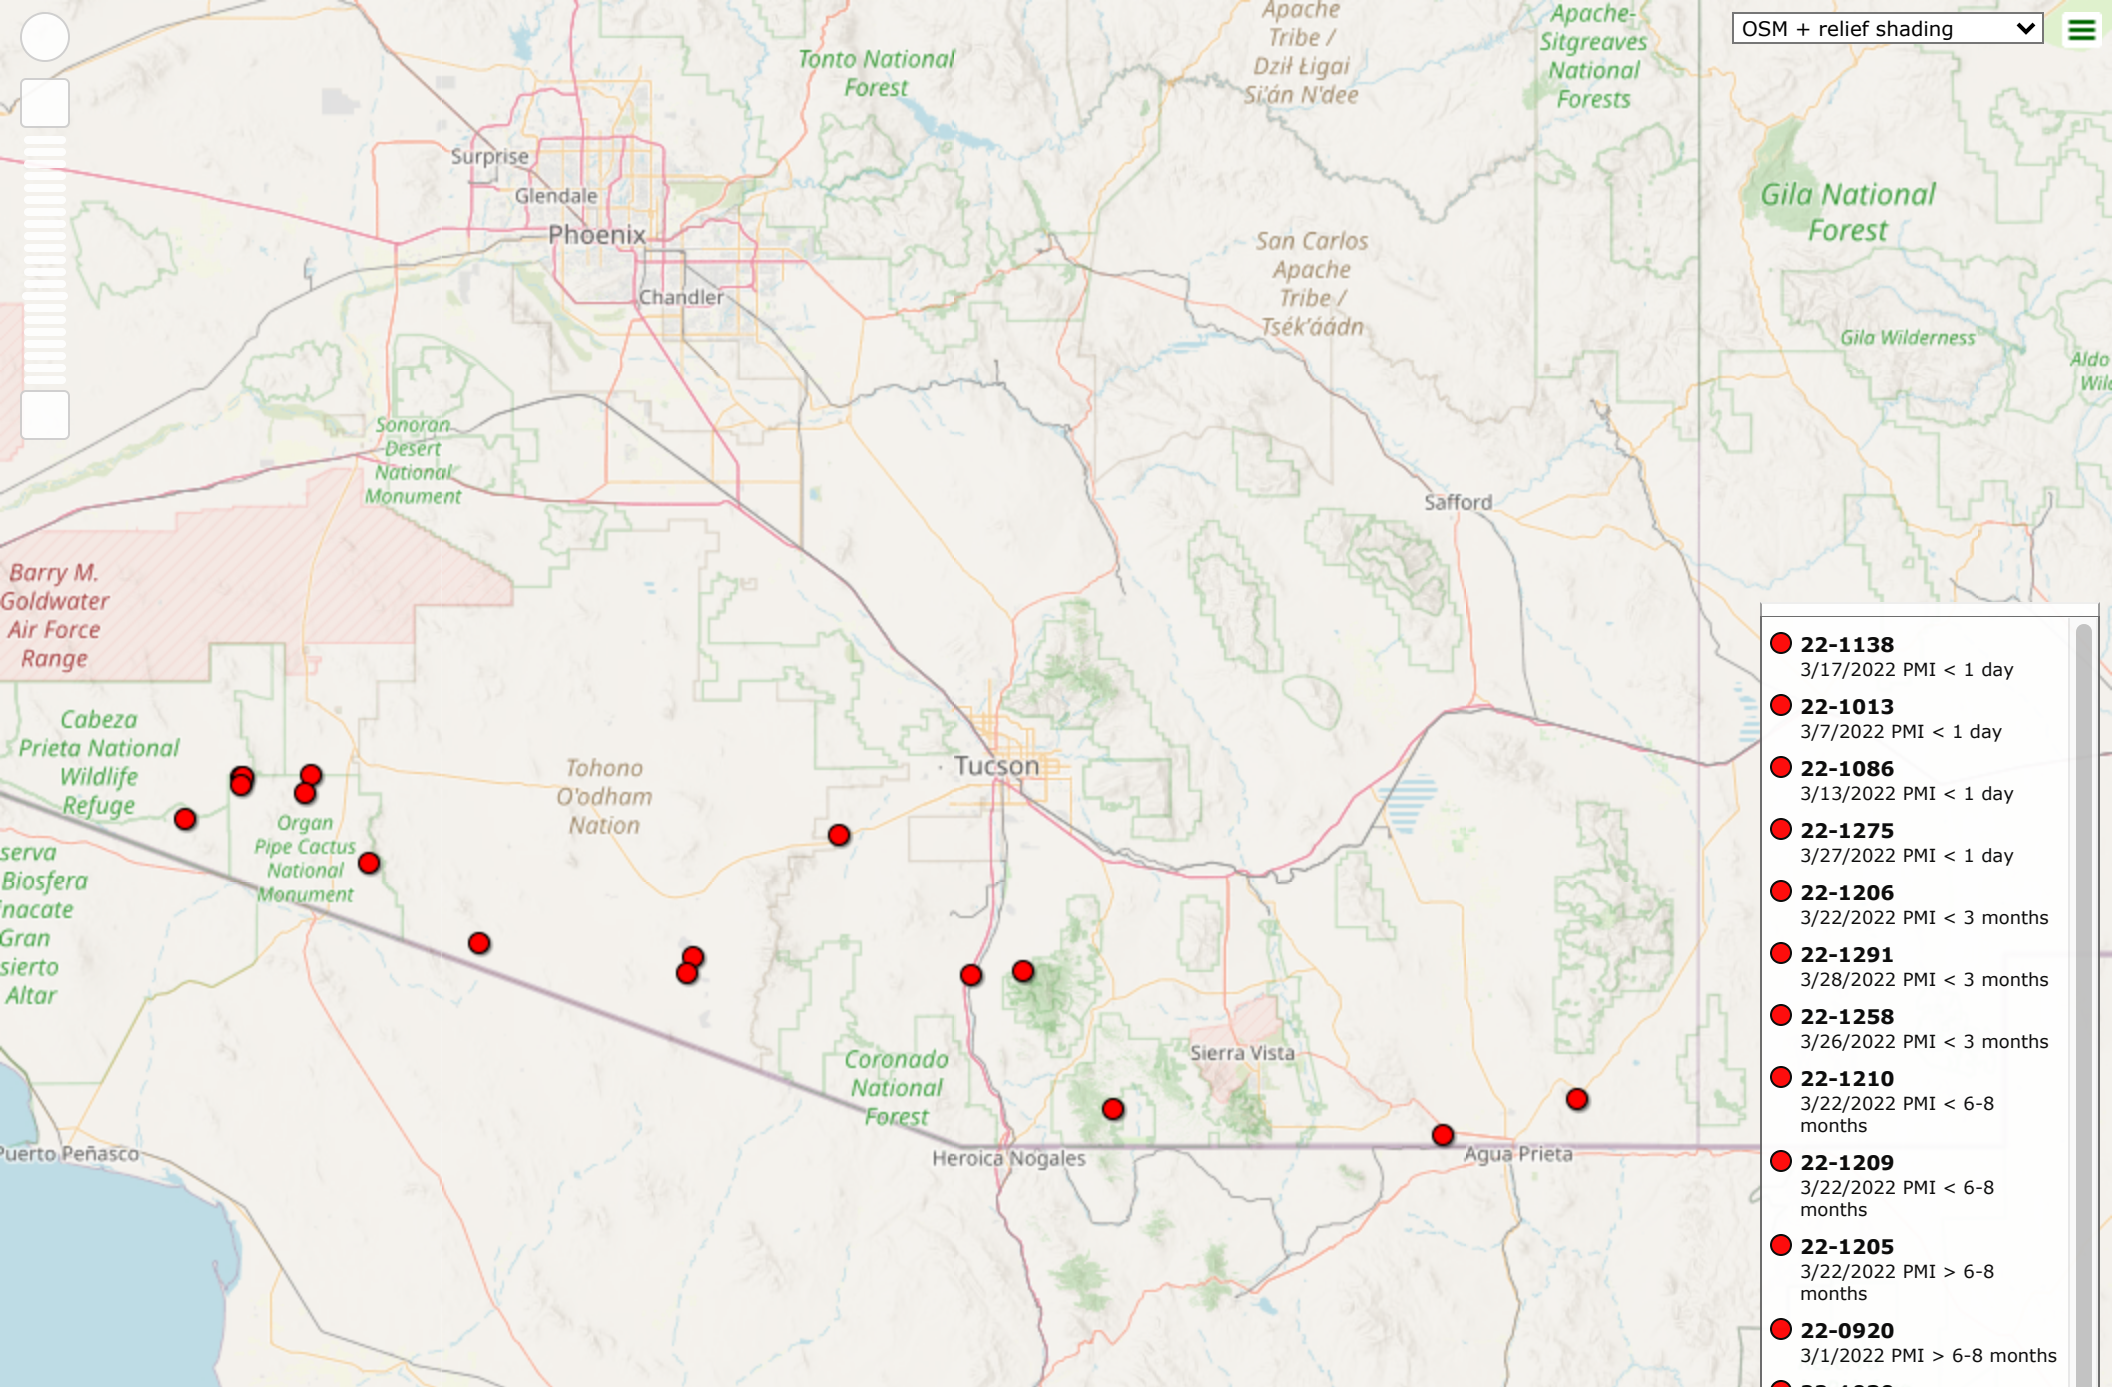 OSM + relief shading
Apache
Tribe /
Dził Łigai
Si'án N'dee
Apache-
Sitgreaves
National
Forests
Tonto National
Forest
Surprise
Glendale
Phoenix
Chandler
Gila National
Forest
San Carlos
Apache
Tribe /
Tsék'áádn
Gila Wilderness
Aldo
Sonoran
Desert
National
Monument
Safford
Barry M.
Goldwater
Air Force
Range
Cabeza
Prieta National
Wildlife
Refuge
Tohono
O'odham
Nation
Tucson
Organ
Pipe Cactus
National
Monument
serva
Biosfera
nacate
Gran
sierto
Altar
Sierra Vista
Coronado
National
Forest
Puerto Peñasco
Heroica Nogales
Agua Prieta
22-1138
3/17/2022 PMI < 1 day
22-1013
3/7/2022 PMI < 1 day
22-1086
3/13/2022 PMI < 1 day
22-1275
3/27/2022 PMI < 1 day
22-1206
3/22/2022 PMI < 3 months
22-1291
3/28/2022 PMI < 3 months
22-1258
3/26/2022 PMI < 3 months
22-1210
3/22/2022 PMI < 6-8
months
22-1209
3/22/2022 PMI < 6-8
months
22-1205
3/22/2022 PMI > 6-8
months
22-0920
3/1/2022 PMI > 6-8 months